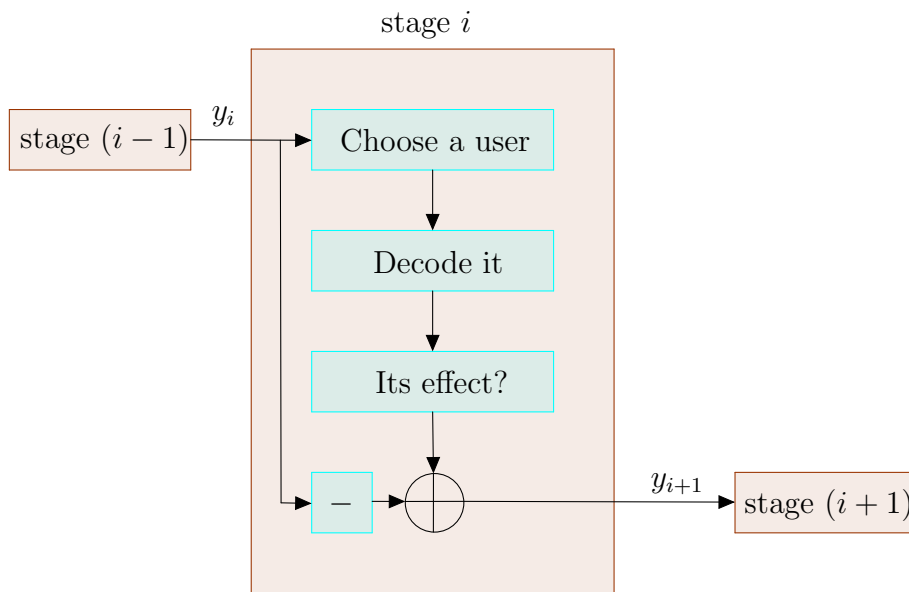 stage i
stage (i − 1)
y_i
Choose a user
Decode it
Its effect?
−
y_{i+1}
stage (i + 1)